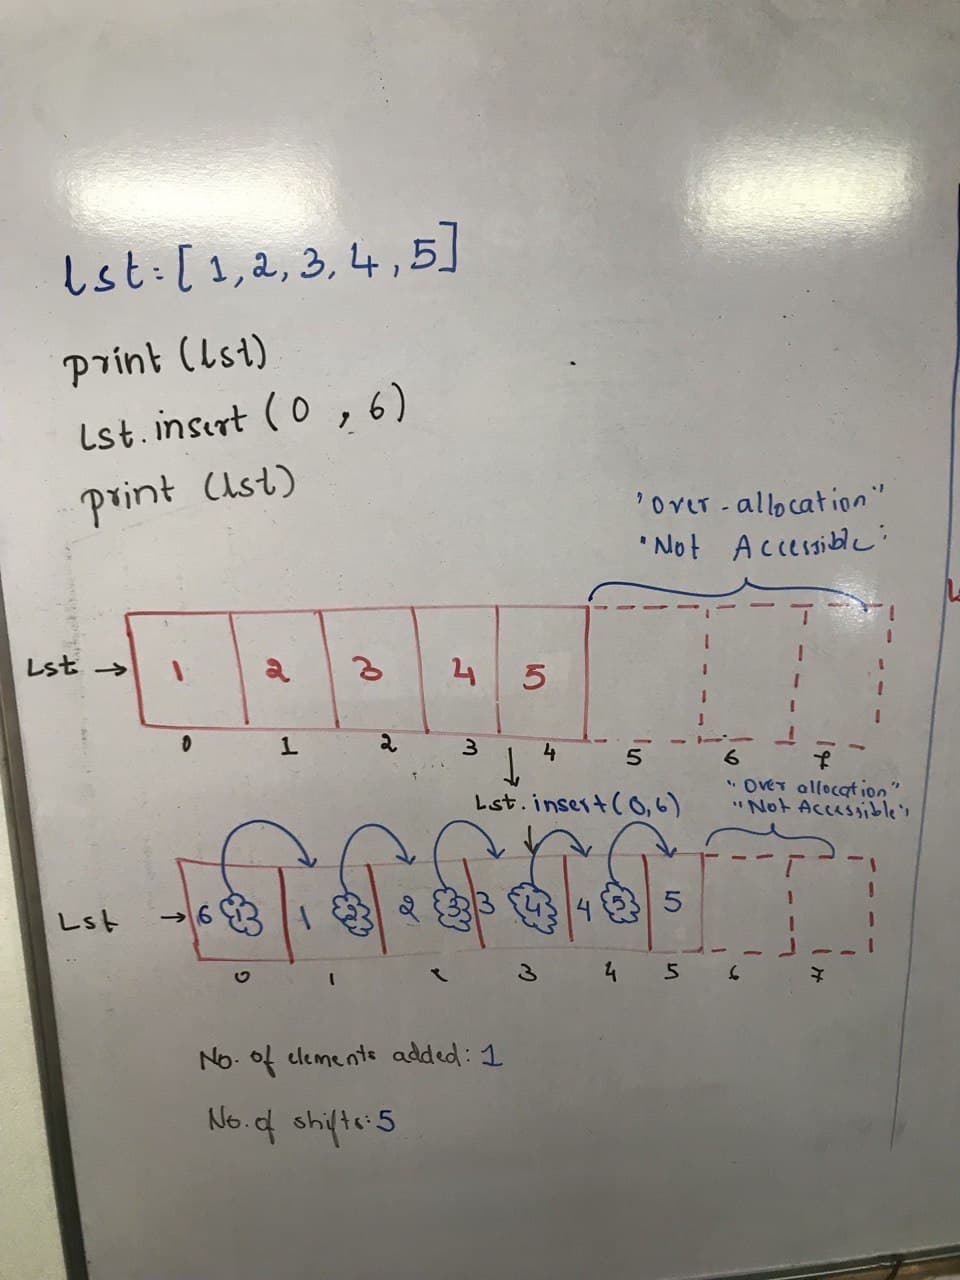 lst=[1,2,3,4,5]
print (lst)
lst.insert(0,6)
print (lst)
"Over-allocation"
"Not Accessible"
Lst → 1 2 3 4 5
0 1 2 3 4 5 6 7
Lst.insert(0,6)
"Over allocation"
"Not Accessible"
Lst → 6 1 1 2 2 3 3 4 4 5 5
0 1 2 3 4 5 6 7
No. of elements added: 1
No. of shifts: 5